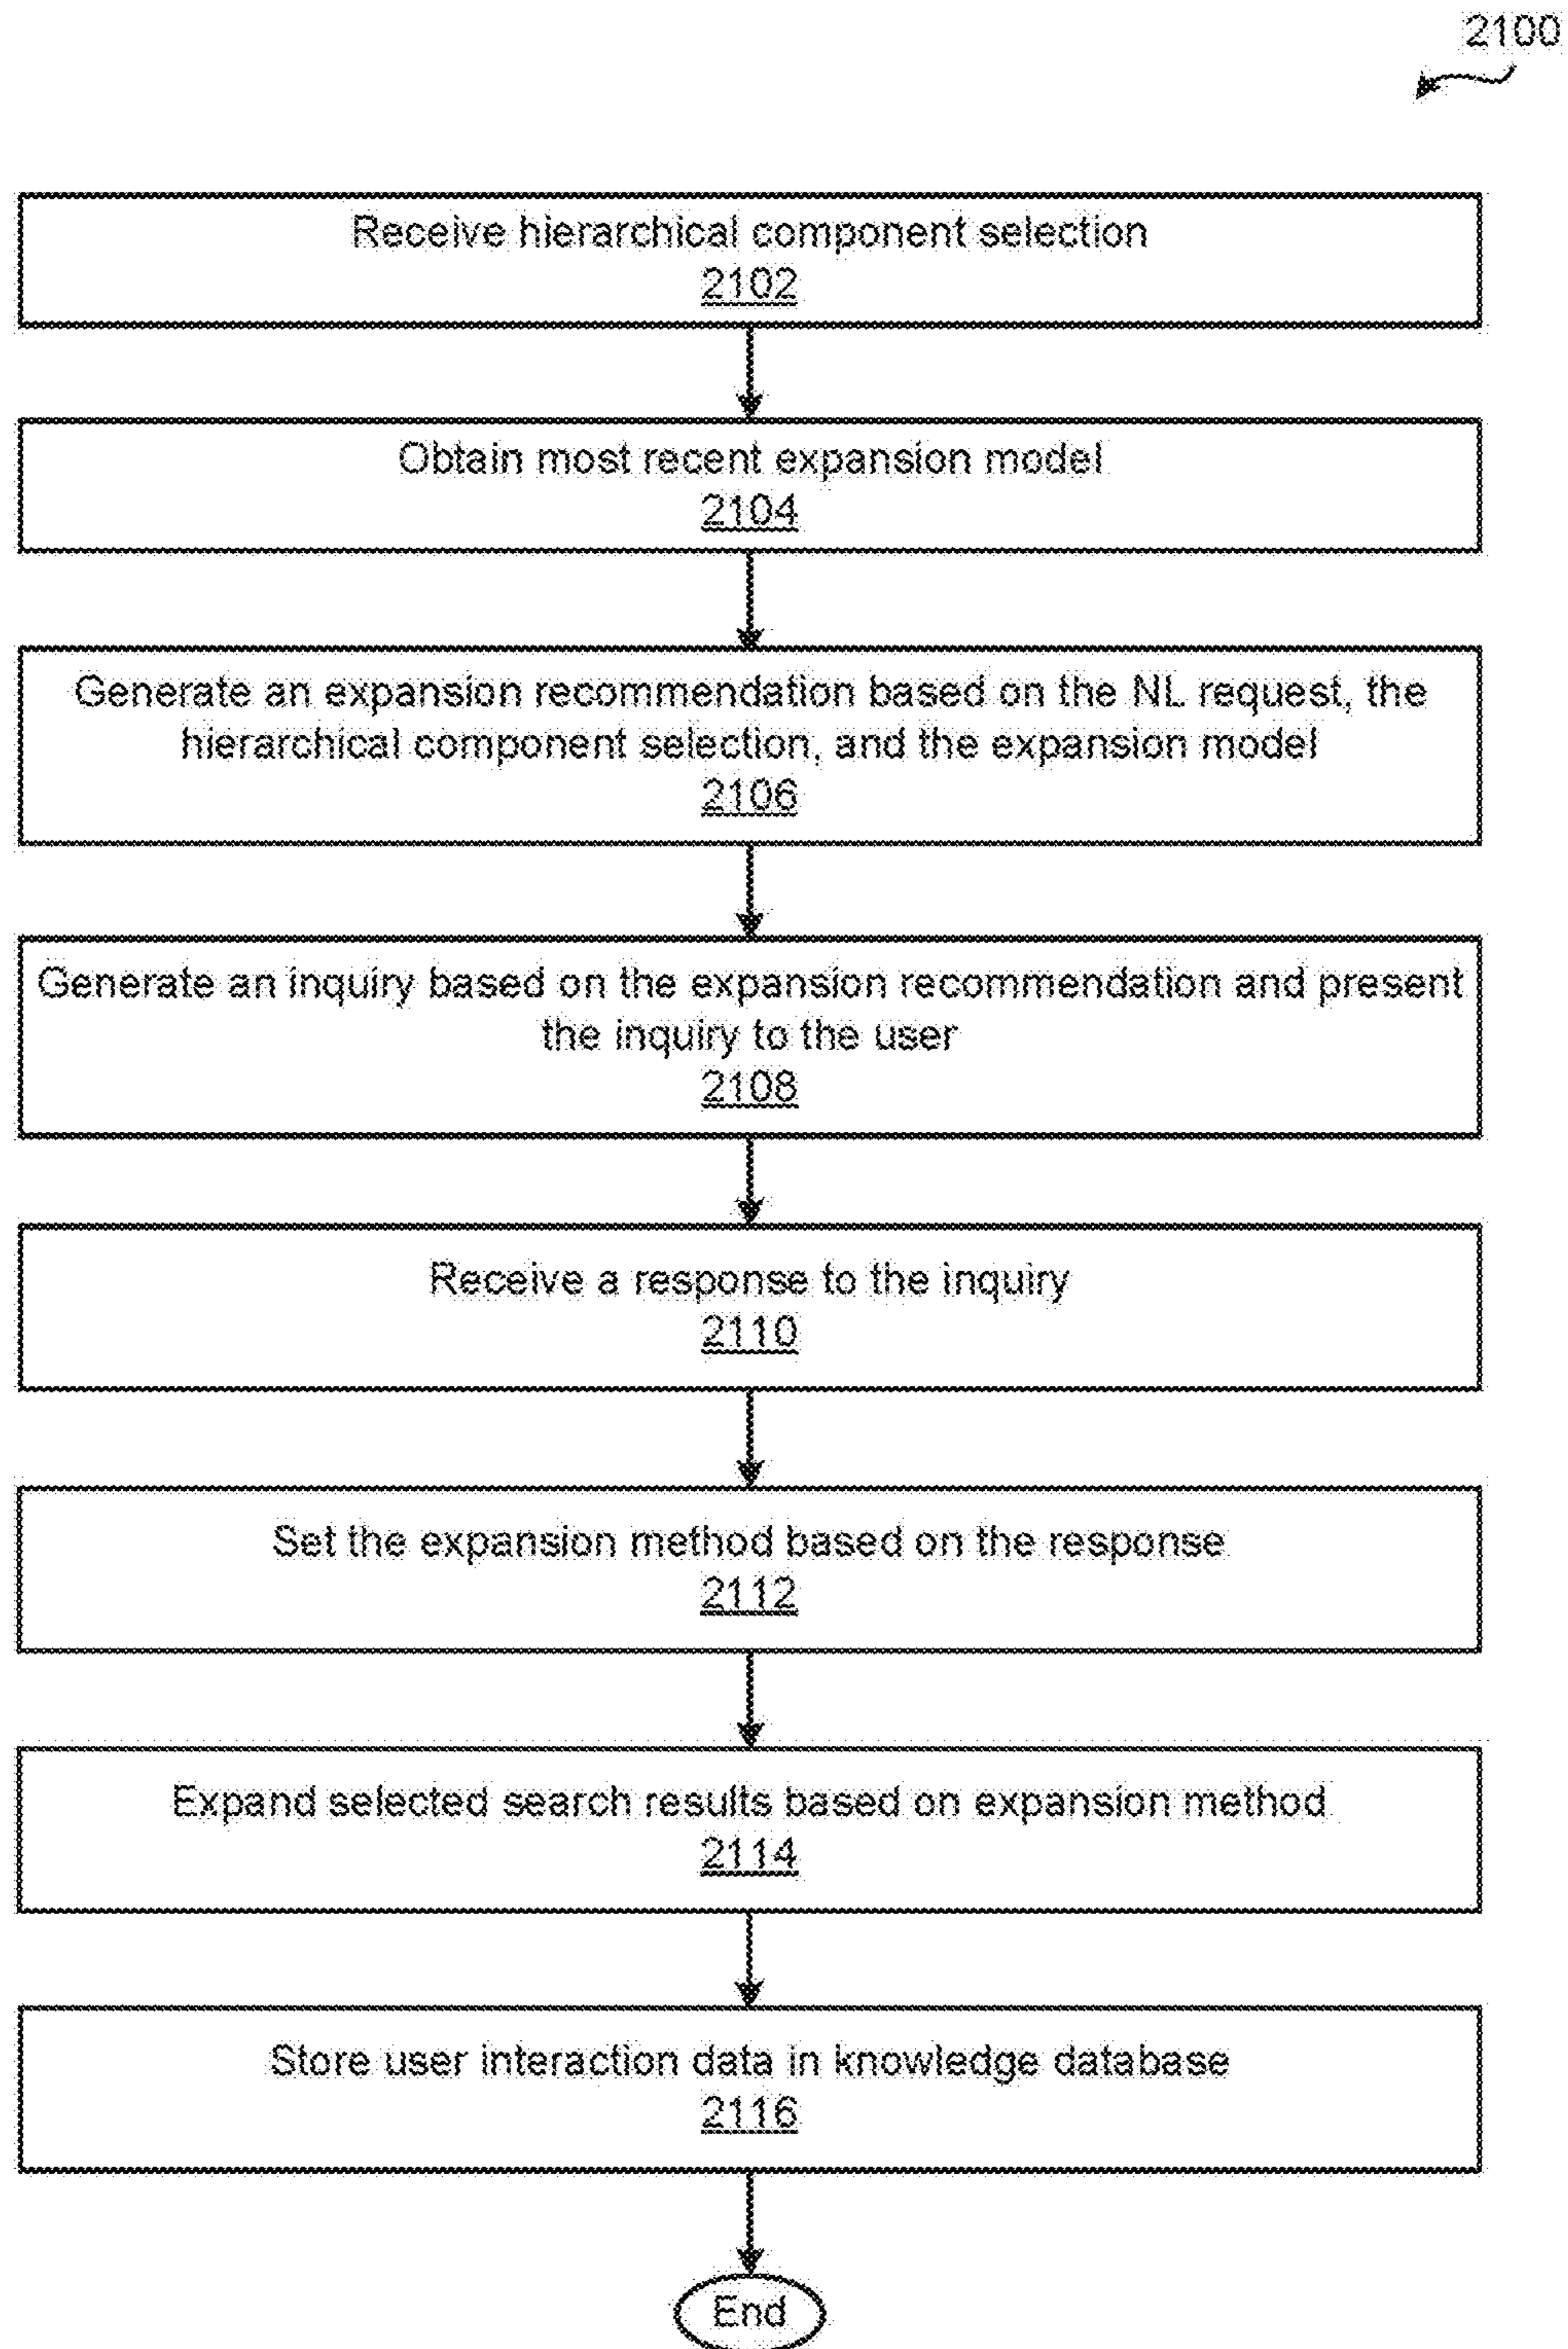 2100
Receive hierarchical component selection
2102
Obtain most recent expansion model
2104
Generate an expansion recommendation based on the NL request, the
hierarchical component selection, and the expansion model
2106
Generate an inquiry based on the expansion recommendation and present
the inquiry to the user
2108
Receive a response to the inquiry
2110
Set the expansion method based on the response
2112
Expand selected search results based on expansion method
2114
Store user interaction data in knowledge database
2116
End